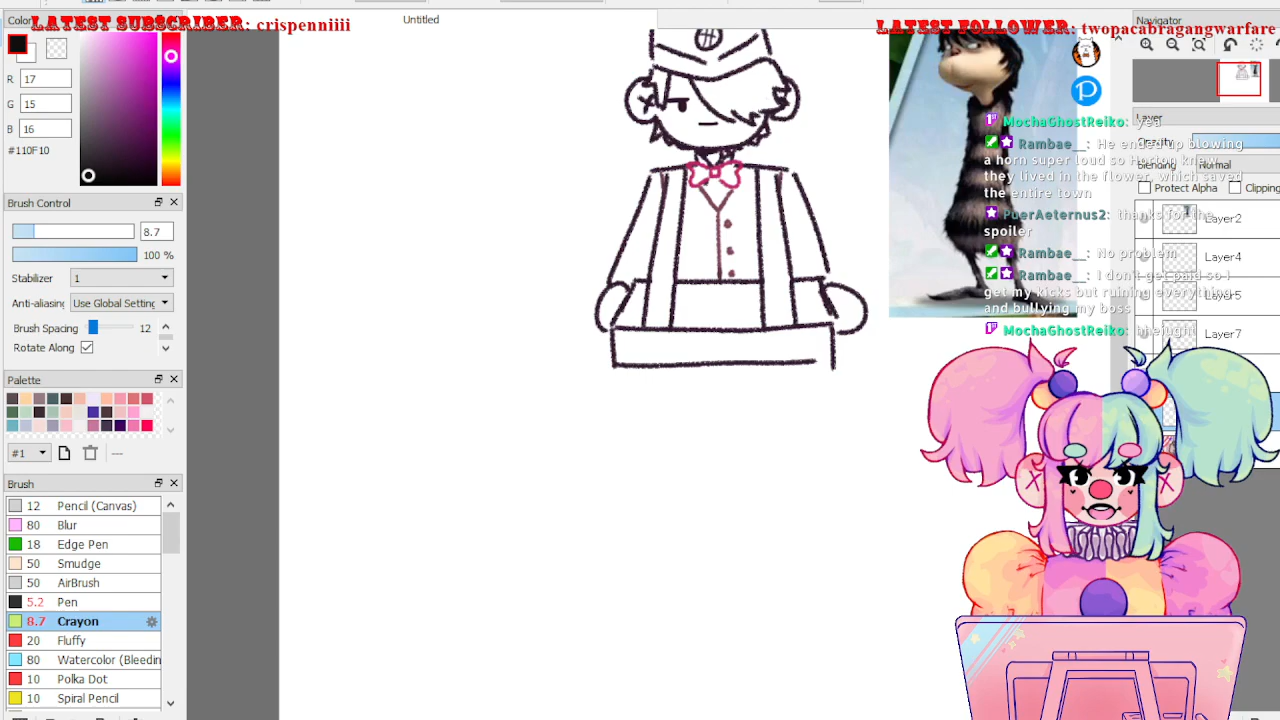 Untitled
Color
LATEST SUBSCRIBER: crispenniiii
LATEST FOLLOWER: twopacabragangwarfare
Navigator
R 17
G 15
B 16
#110F10
Brush Control
8.7
100 %
Stabilizer 1
Anti-aliasing Use Global Setting
Brush Spacing 12
Rotate Along
Palette
#1
Brush
12 Pencil (Canvas)
80 Blur
18 Edge Pen
50 Smudge
50 AirBrush
5.2 Pen
8.7 Crayon
20 Fluffy
80 Watercolor (Bleedin
10 Polka Dot
10 Spiral Pencil
Layer
Opacity
Blending Normal
Protect Alpha Clipping
Layer2
Layer4
Layer7
P
MochaGhostReiko: yea
Rambae__: He ended up blowing
a horn super loud so Horton knew
they lived in the flower, which saved
the entire town
PuerAeternus2: thanks for the
spoiler
Rambae__: No problem
Rambae__: I don't get paid so I
get my kicks but ruining everything
and bullying my boss
MochaGhostReiko: